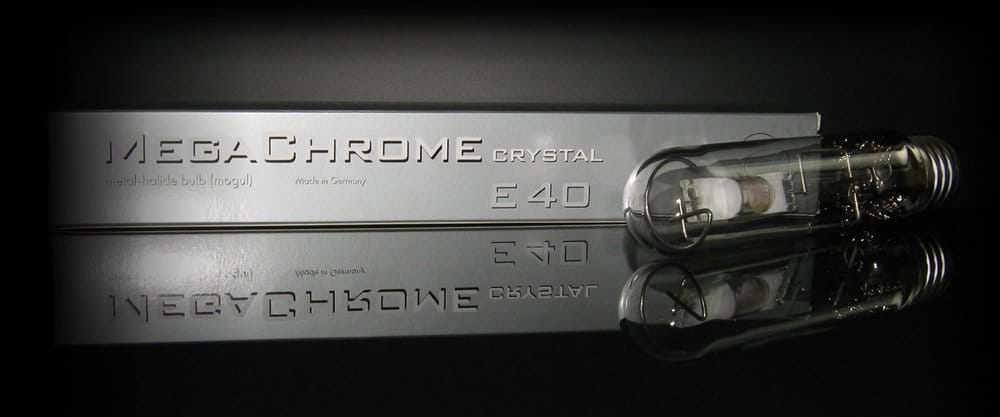 MEGACHROME CRYSTAL
metal-halide bulb (mogul) Made in Germany
E40